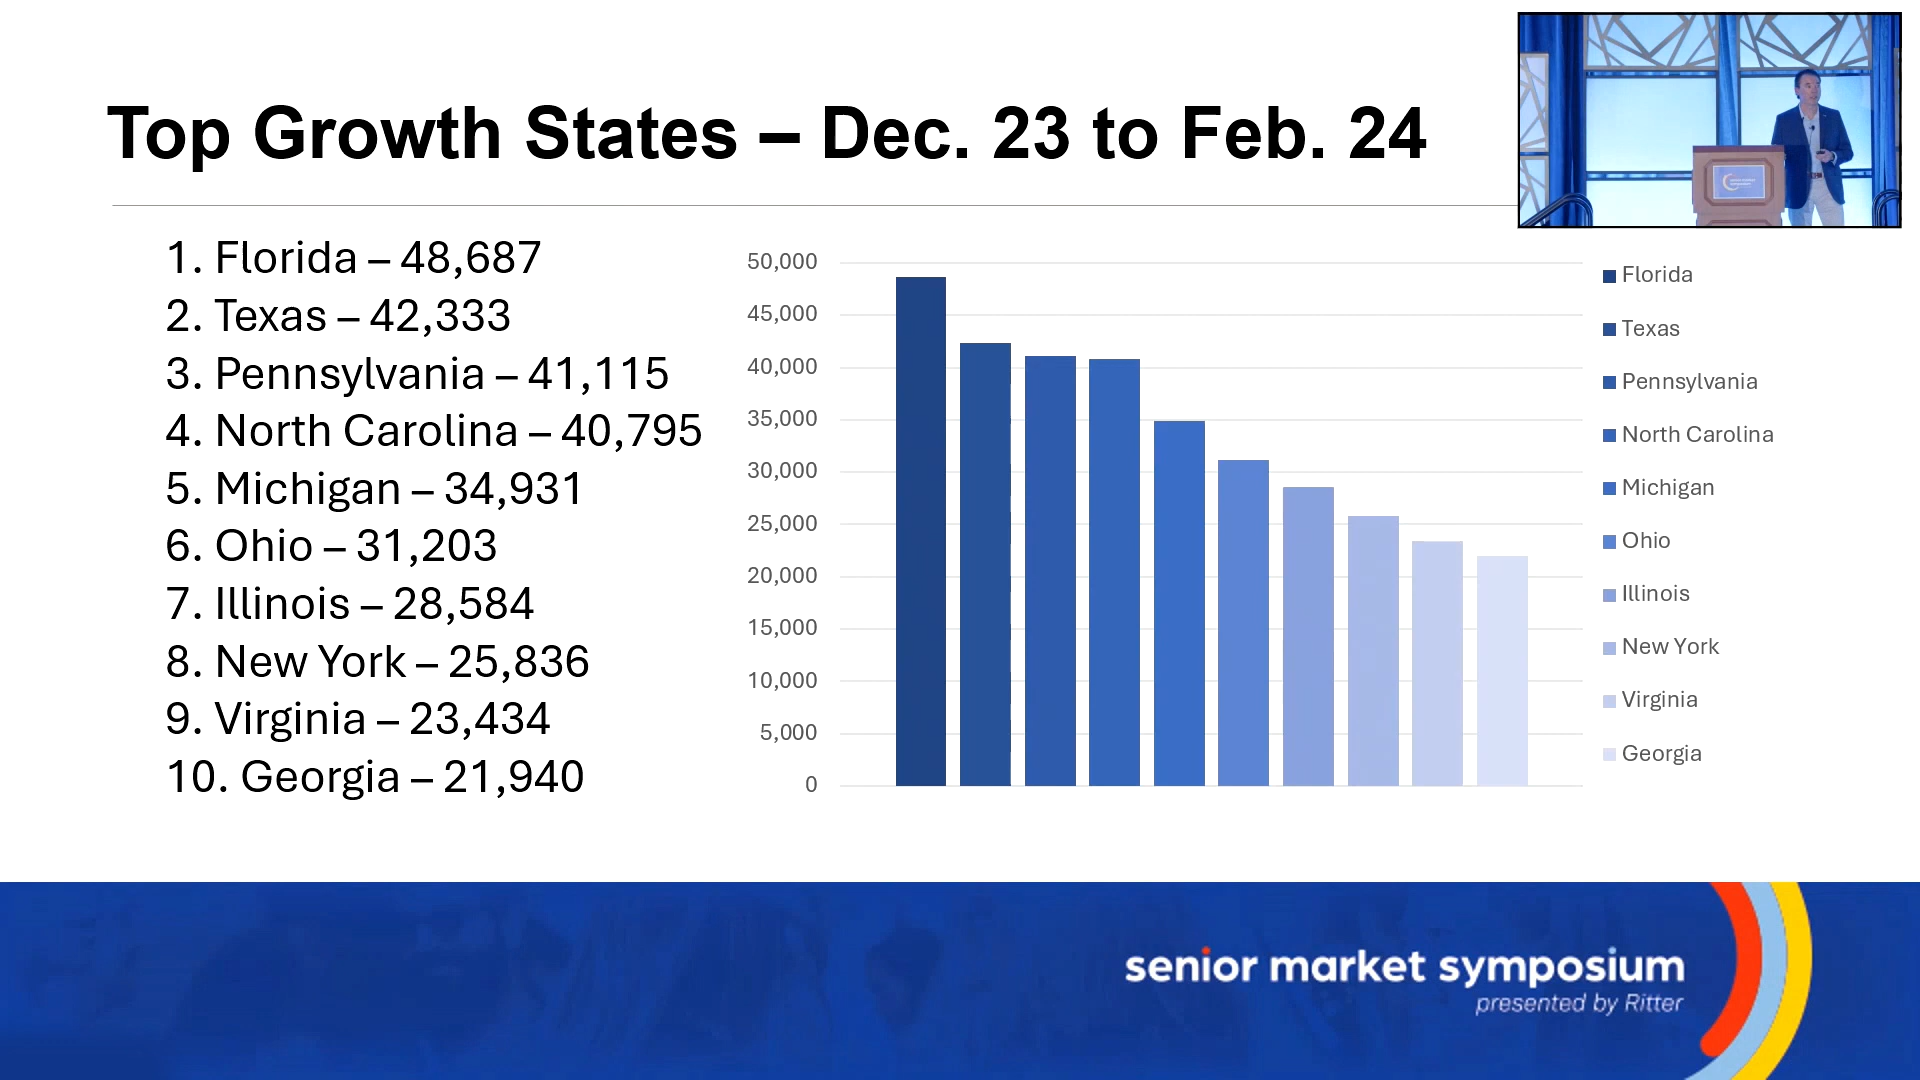 Top Growth States – Dec. 23 to Feb. 24
1. Florida – 48,687
2. Texas – 42,333
3. Pennsylvania – 41,115
4. North Carolina – 40,795
5. Michigan – 34,931
6. Ohio – 31,203
7. Illinois – 28,584
8. New York – 25,836
9. Virginia – 23,434
10. Georgia – 21,940
50,000
45,000
40,000
35,000
30,000
25,000
20,000
15,000
10,000
5,000
0
Florida
Texas
Pennsylvania
North Carolina
Michigan
Ohio
Illinois
New York
Virginia
Georgia
senior market symposium
presented by Ritter